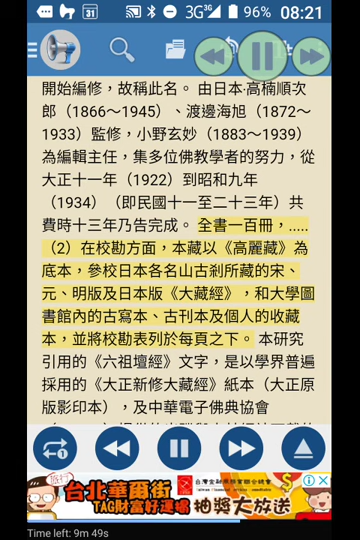 3G 36 96% 08:21
31
開始編修，故稱此名。 由日本·高楠順次
郎（1866～1945）、渡邊海旭（1872～
1933）監修，小野玄妙（1883～1939）
為編輯主任，集多位佛教學者的努力，從
大正十一年（1922）到昭和九年
（1934）（即民國十一至二十三年）共
費時十三年乃告完成。 全書一百冊，.....
（2）在校勘方面，本藏以《高麗藏》為
底本，參校日本各名山古剎所藏的宋、
元、明版及日本版《大藏經》，和大學圖
書館內的古寫本、古刊本及個人的收藏
本，並將校勘表列於每頁之下。 本研究
引用的《六祖壇經》文字，是以學界普遍
採用的《大正新修大藏經》紙本（大正原
版影印本），及中華電子佛典協會
旅行
台北華爾街
TAG財富好運搖
抽獎大放送
Time left: 9m 49s